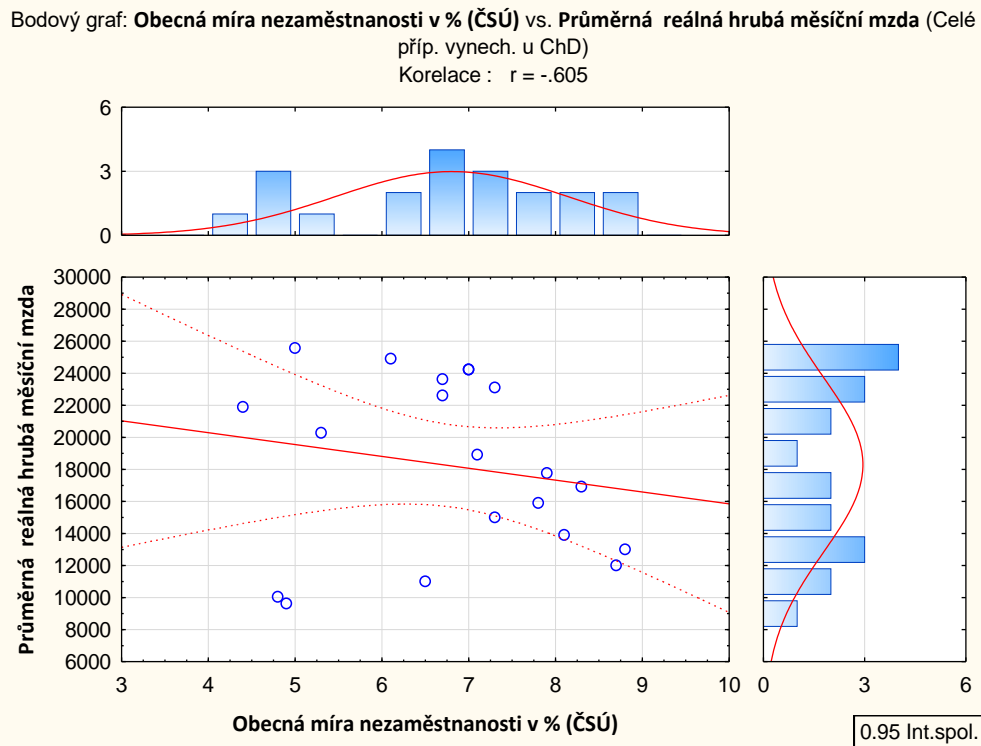 Bodový graf: Obecná míra nezaměstnanosti v % (ČSÚ) vs. Průměrná  reálná hrubá měsíční mzda (Celé
příp. vynech. u ChD)
Korelace :   r = -.605
6
3
0
30000
28000
26000
24000
22000
20000
18000
16000
14000
12000
10000
8000
6000
Průměrná  reálná hrubá měsíční mzda
3 4 5 6 7 8 9 10
0 3 6
Obecná míra nezaměstnanosti v % (ČSÚ)
0.95 Int.spol.